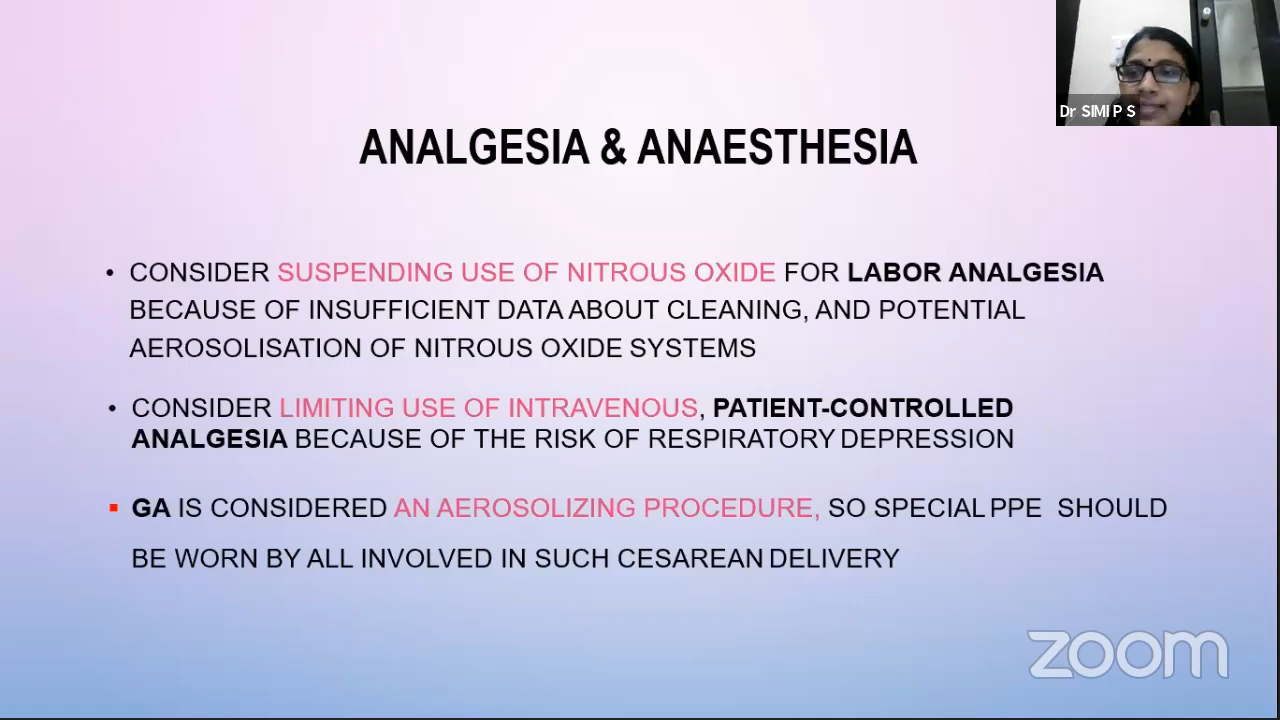 Dr SIMI P S
ANALGESIA & ANAESTHESIA
• CONSIDER SUSPENDING USE OF NITROUS OXIDE FOR LABOR ANALGESIA
BECAUSE OF INSUFFICIENT DATA ABOUT CLEANING, AND POTENTIAL
AEROSOLISATION OF NITROUS OXIDE SYSTEMS
• CONSIDER LIMITING USE OF INTRAVENOUS, PATIENT-CONTROLLED
ANALGESIA BECAUSE OF THE RISK OF RESPIRATORY DEPRESSION
▪ GA IS CONSIDERED AN AEROSOLIZING PROCEDURE, SO SPECIAL PPE SHOULD
BE WORN BY ALL INVOLVED IN SUCH CESAREAN DELIVERY
zoom